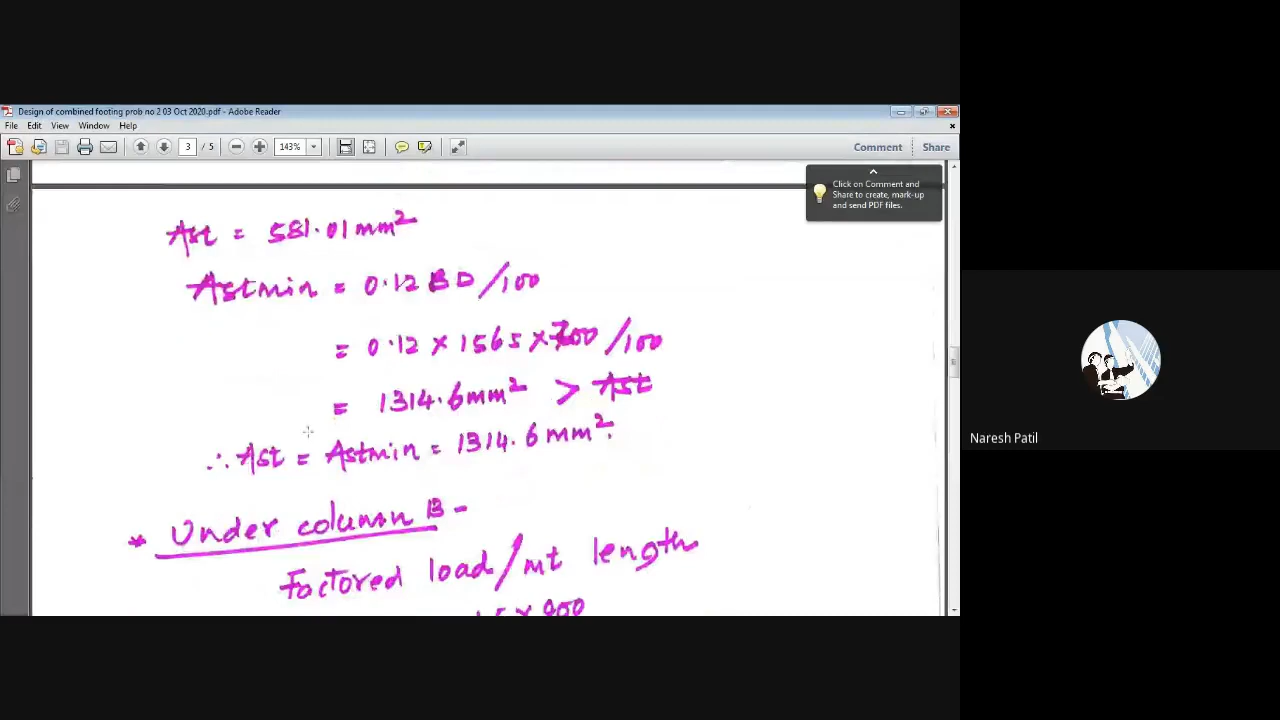 Design of combined footing prob no 2 03 Oct 2020.pdf - Adobe Reader
File Edit View Window Help
3 / 5 143% Comment Share
Click on Comment and
Share to create, mark-up
and send PDF files.
Ast = 581.01 mm²
Astmin = 0.12 BD/100
= 0.12 × 1565 × 700 /100
= 1314.6 mm² > Ast
∴ Ast = Astmin = 1314.6 mm².
* Under column B -
Factored load/mt length
Naresh Patil